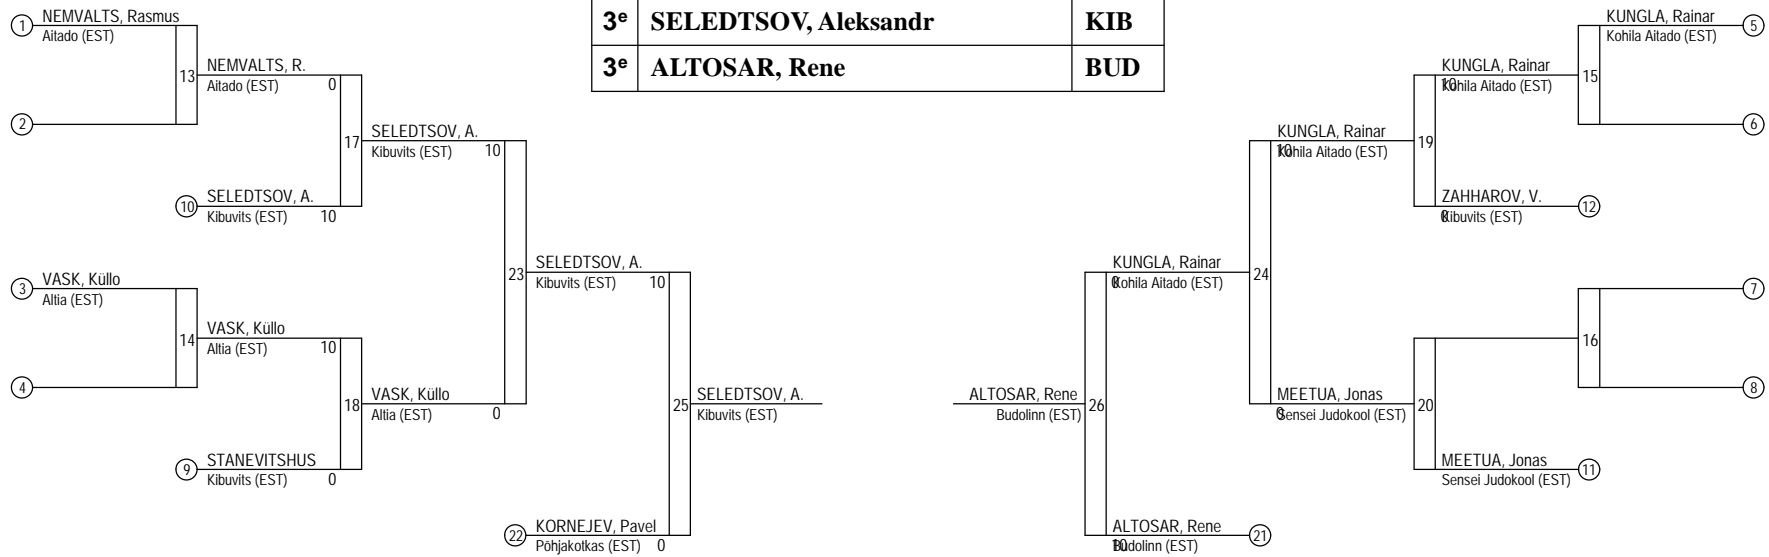 3e SELEDTSOV, Aleksandr KIB
3e ALTOSAR, Rene BUD
1 NEMVALTS, Rasmus
Aitado (EST)
13 NEMVALTS, R.
Aitado (EST) 0
2
17 SELEDTSOV, A.
Kibuvits (EST) 10
10 SELEDTSOV, A.
Kibuvits (EST) 10
23 SELEDTSOV, A.
Kibuvits (EST) 10
3 VASK, Küllo
Altia (EST)
14 VASK, Küllo
Altia (EST) 10
4
18 VASK, Küllo
Altia (EST) 0
9 STANEVITSHUS
Kibuvits (EST) 0
25 SELEDTSOV, A.
Kibuvits (EST)
22 KORNEJEV, Pavel
Põhjakotkas (EST) 0
KUNGLA, Rainar 5
Kohila Aitado (EST)
KUNGLA, Rainar 15
10 Kohila Aitado (EST)
6
KUNGLA, Rainar 19
10 Kohila Aitado (EST)
ZAHHAROV, V. 12
0 Kibuvits (EST)
KUNGLA, Rainar 24
0 Kohila Aitado (EST)
7
16
8
MEETUA, Jonas 20
0 Sensei Judokool (EST)
MEETUA, Jonas 11
Sensei Judokool (EST)
ALTOSAR, Rene 26
Budolinn (EST)
ALTOSAR, Rene 21
10 Budolinn (EST)